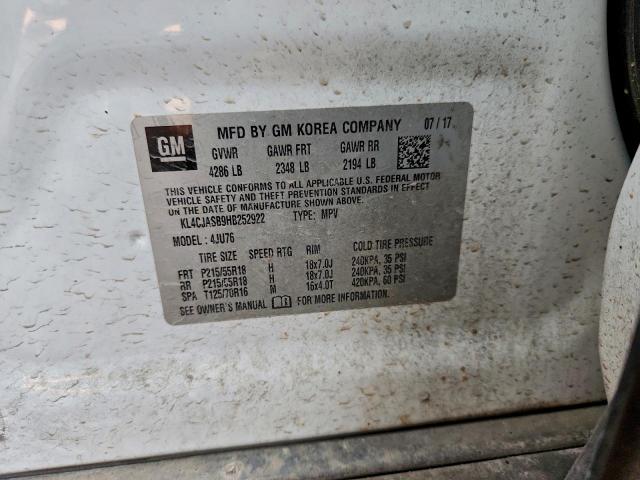 GM
MFD BY GM KOREA COMPANY 07/17
GVWR GAWR FRT GAWR RR
4286 LB 2348 LB 2194 LB
THIS VEHICLE CONFORMS TO ALL APPLICABLE U.S. FEDERAL MOTOR
VEHICLE SAFETY AND THEFT PREVENTION STANDARDS IN EFFECT
ON THE DATE OF MANUFACTURE SHOWN ABOVE.
KL4CJASB9HB252922 TYPE: MPV
MODEL: 4JU76
TIRE SIZE SPEED RTG RIM COLD TIRE PRESSURE
FRT P215/55R18 H 18x7.0J 240KPA, 35 PSI
RR P215/55R18 H 18x7.0J 240KPA, 35 PSI
SPA T125/70R16 M 16x4.0T 420KPA, 60 PSI
SEE OWNER'S MANUAL FOR MORE INFORMATION.